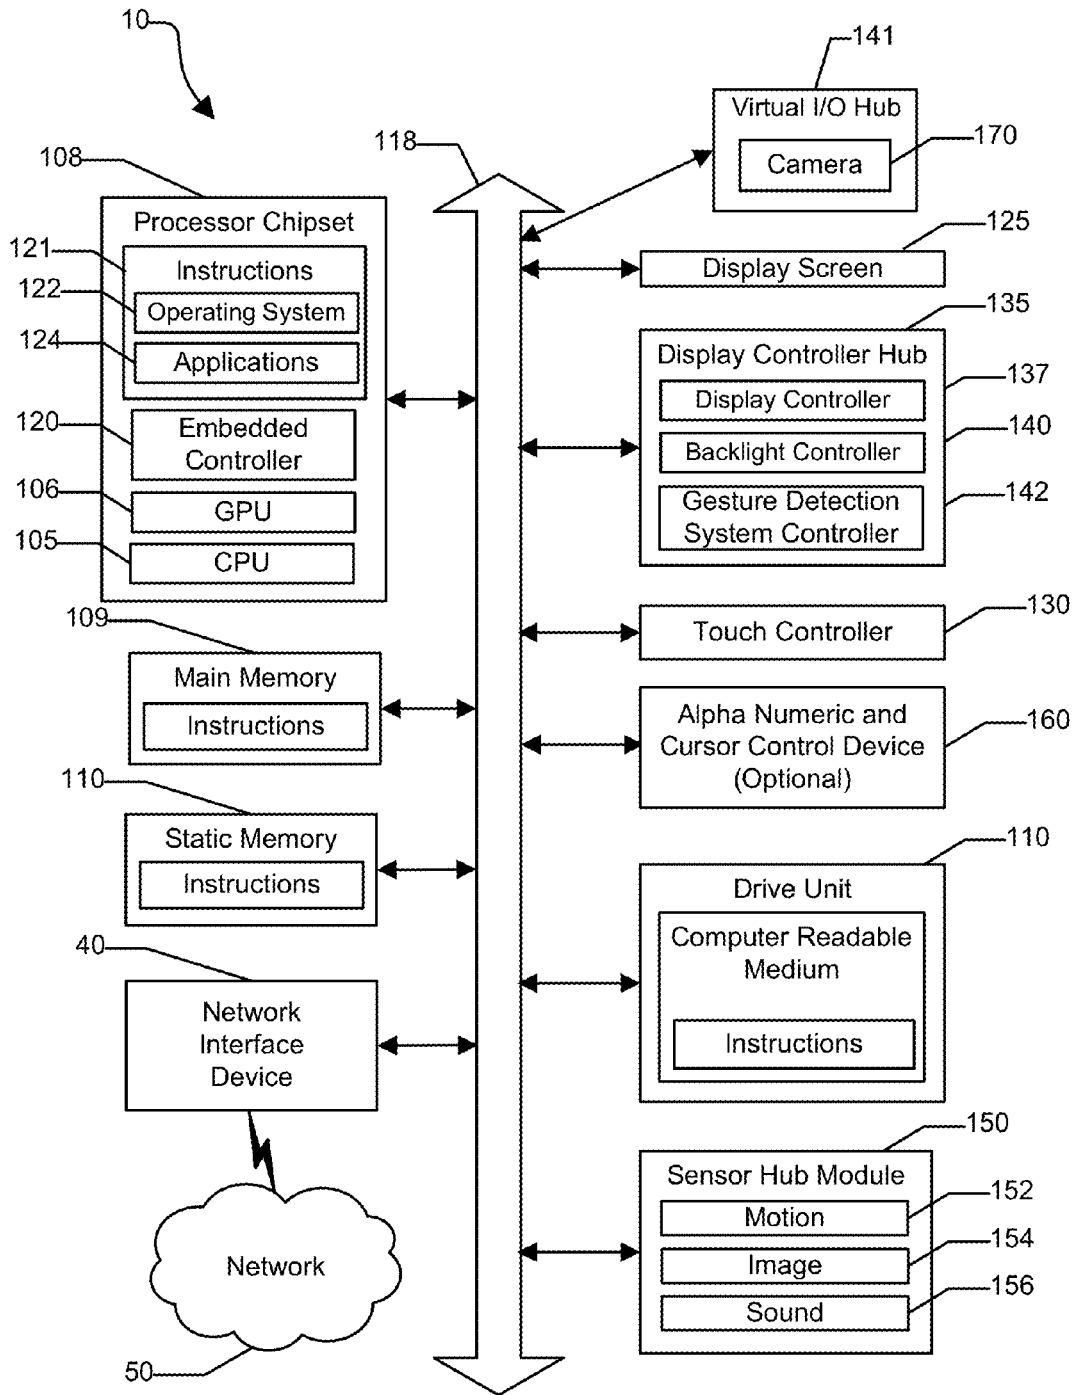 10
141
Virtual I/O Hub
170
Camera
118
108
Processor Chipset
121
Instructions
122
Operating System
124
Applications
120
Embedded
Controller
106
GPU
105
CPU
125
Display Screen
135
Display Controller Hub
137
Display Controller
140
Backlight Controller
142
Gesture Detection
System Controller
109
Main Memory
Instructions
130
Touch Controller
160
Alpha Numeric and
Cursor Control Device
(Optional)
110
Static Memory
Instructions
110
Drive Unit
Computer Readable
Medium
Instructions
40
Network
Interface
Device
Network
50
150
Sensor Hub Module
152
Motion
154
Image
156
Sound